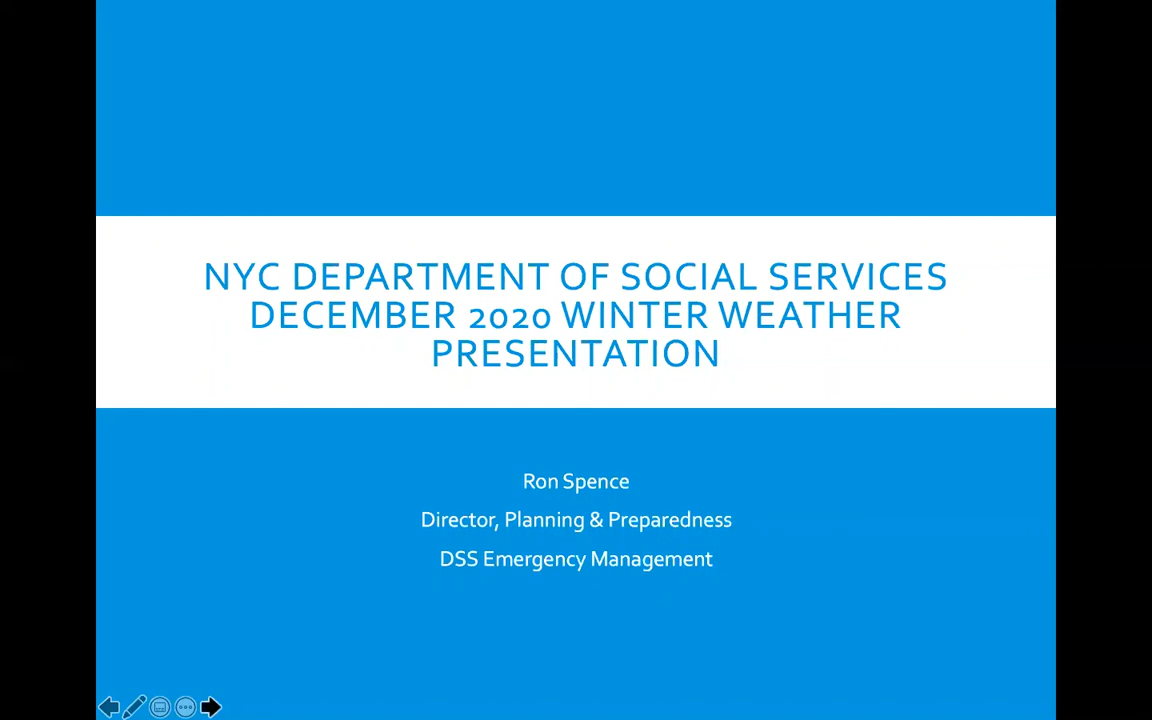 NYC DEPARTMENT OF SOCIAL SERVICES
DECEMBER 2020 WINTER WEATHER
PRESENTATION
Ron Spence
Director, Planning & Preparedness
DSS Emergency Management